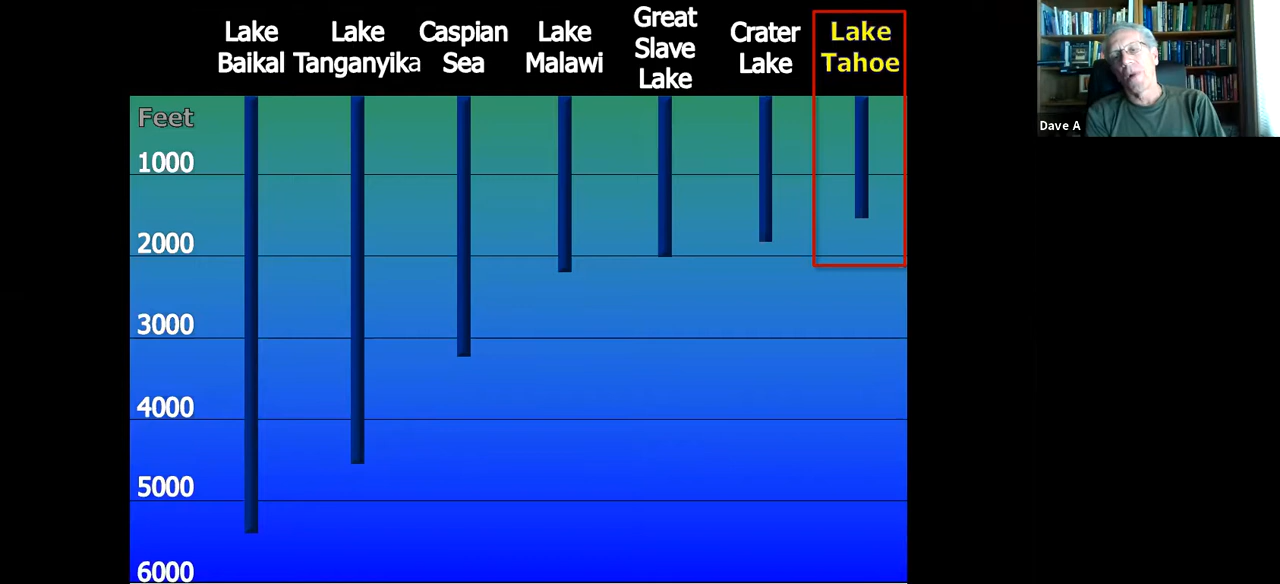 Lake
Baikal
Lake
Tanganyika
Caspian
Sea
Lake
Malawi
Great
Slave
Lake
Crater
Lake
Lake
Tahoe
Feet
1000
2000
3000
4000
5000
6000
Dave A